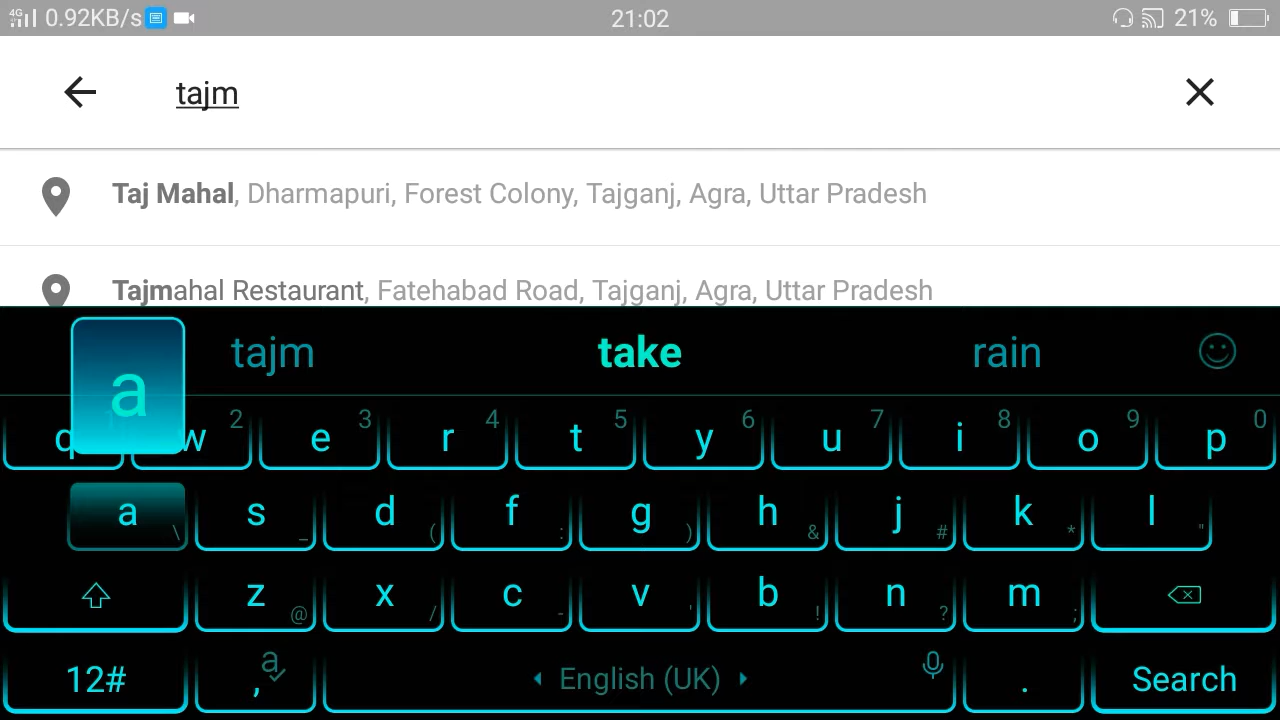 4G 0.92KB/s 21:02 21%
tajm
Taj Mahal, Dharmapuri, Forest Colony, Tajganj, Agra, Uttar Pradesh
Tajmahal Restaurant, Fatehabad Road, Tajganj, Agra, Uttar Pradesh
tajm take rain
a
q w 2 e 3 r 4 t 5 y 6 u 7 i 8 o 9 p 0
a \ s _ d ( f : g ) h & j # k * l "
z @ x / c - v ' b ! n ? m ;
12# , a English (UK) . Search